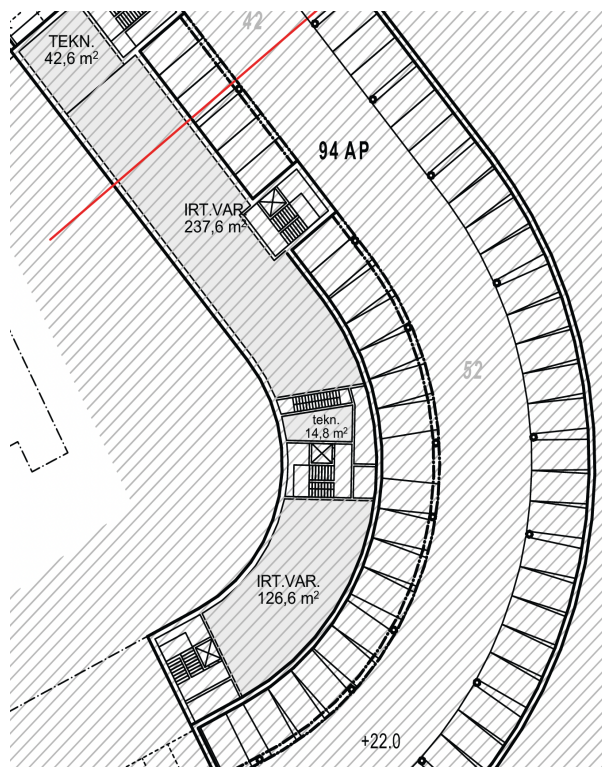 42
TEKN.
42,6 m²
94 AP
IRT.VAR.
237,6 m²
52
tekn.
14,8 m²
IRT.VAR.
126,6 m²
+22.0